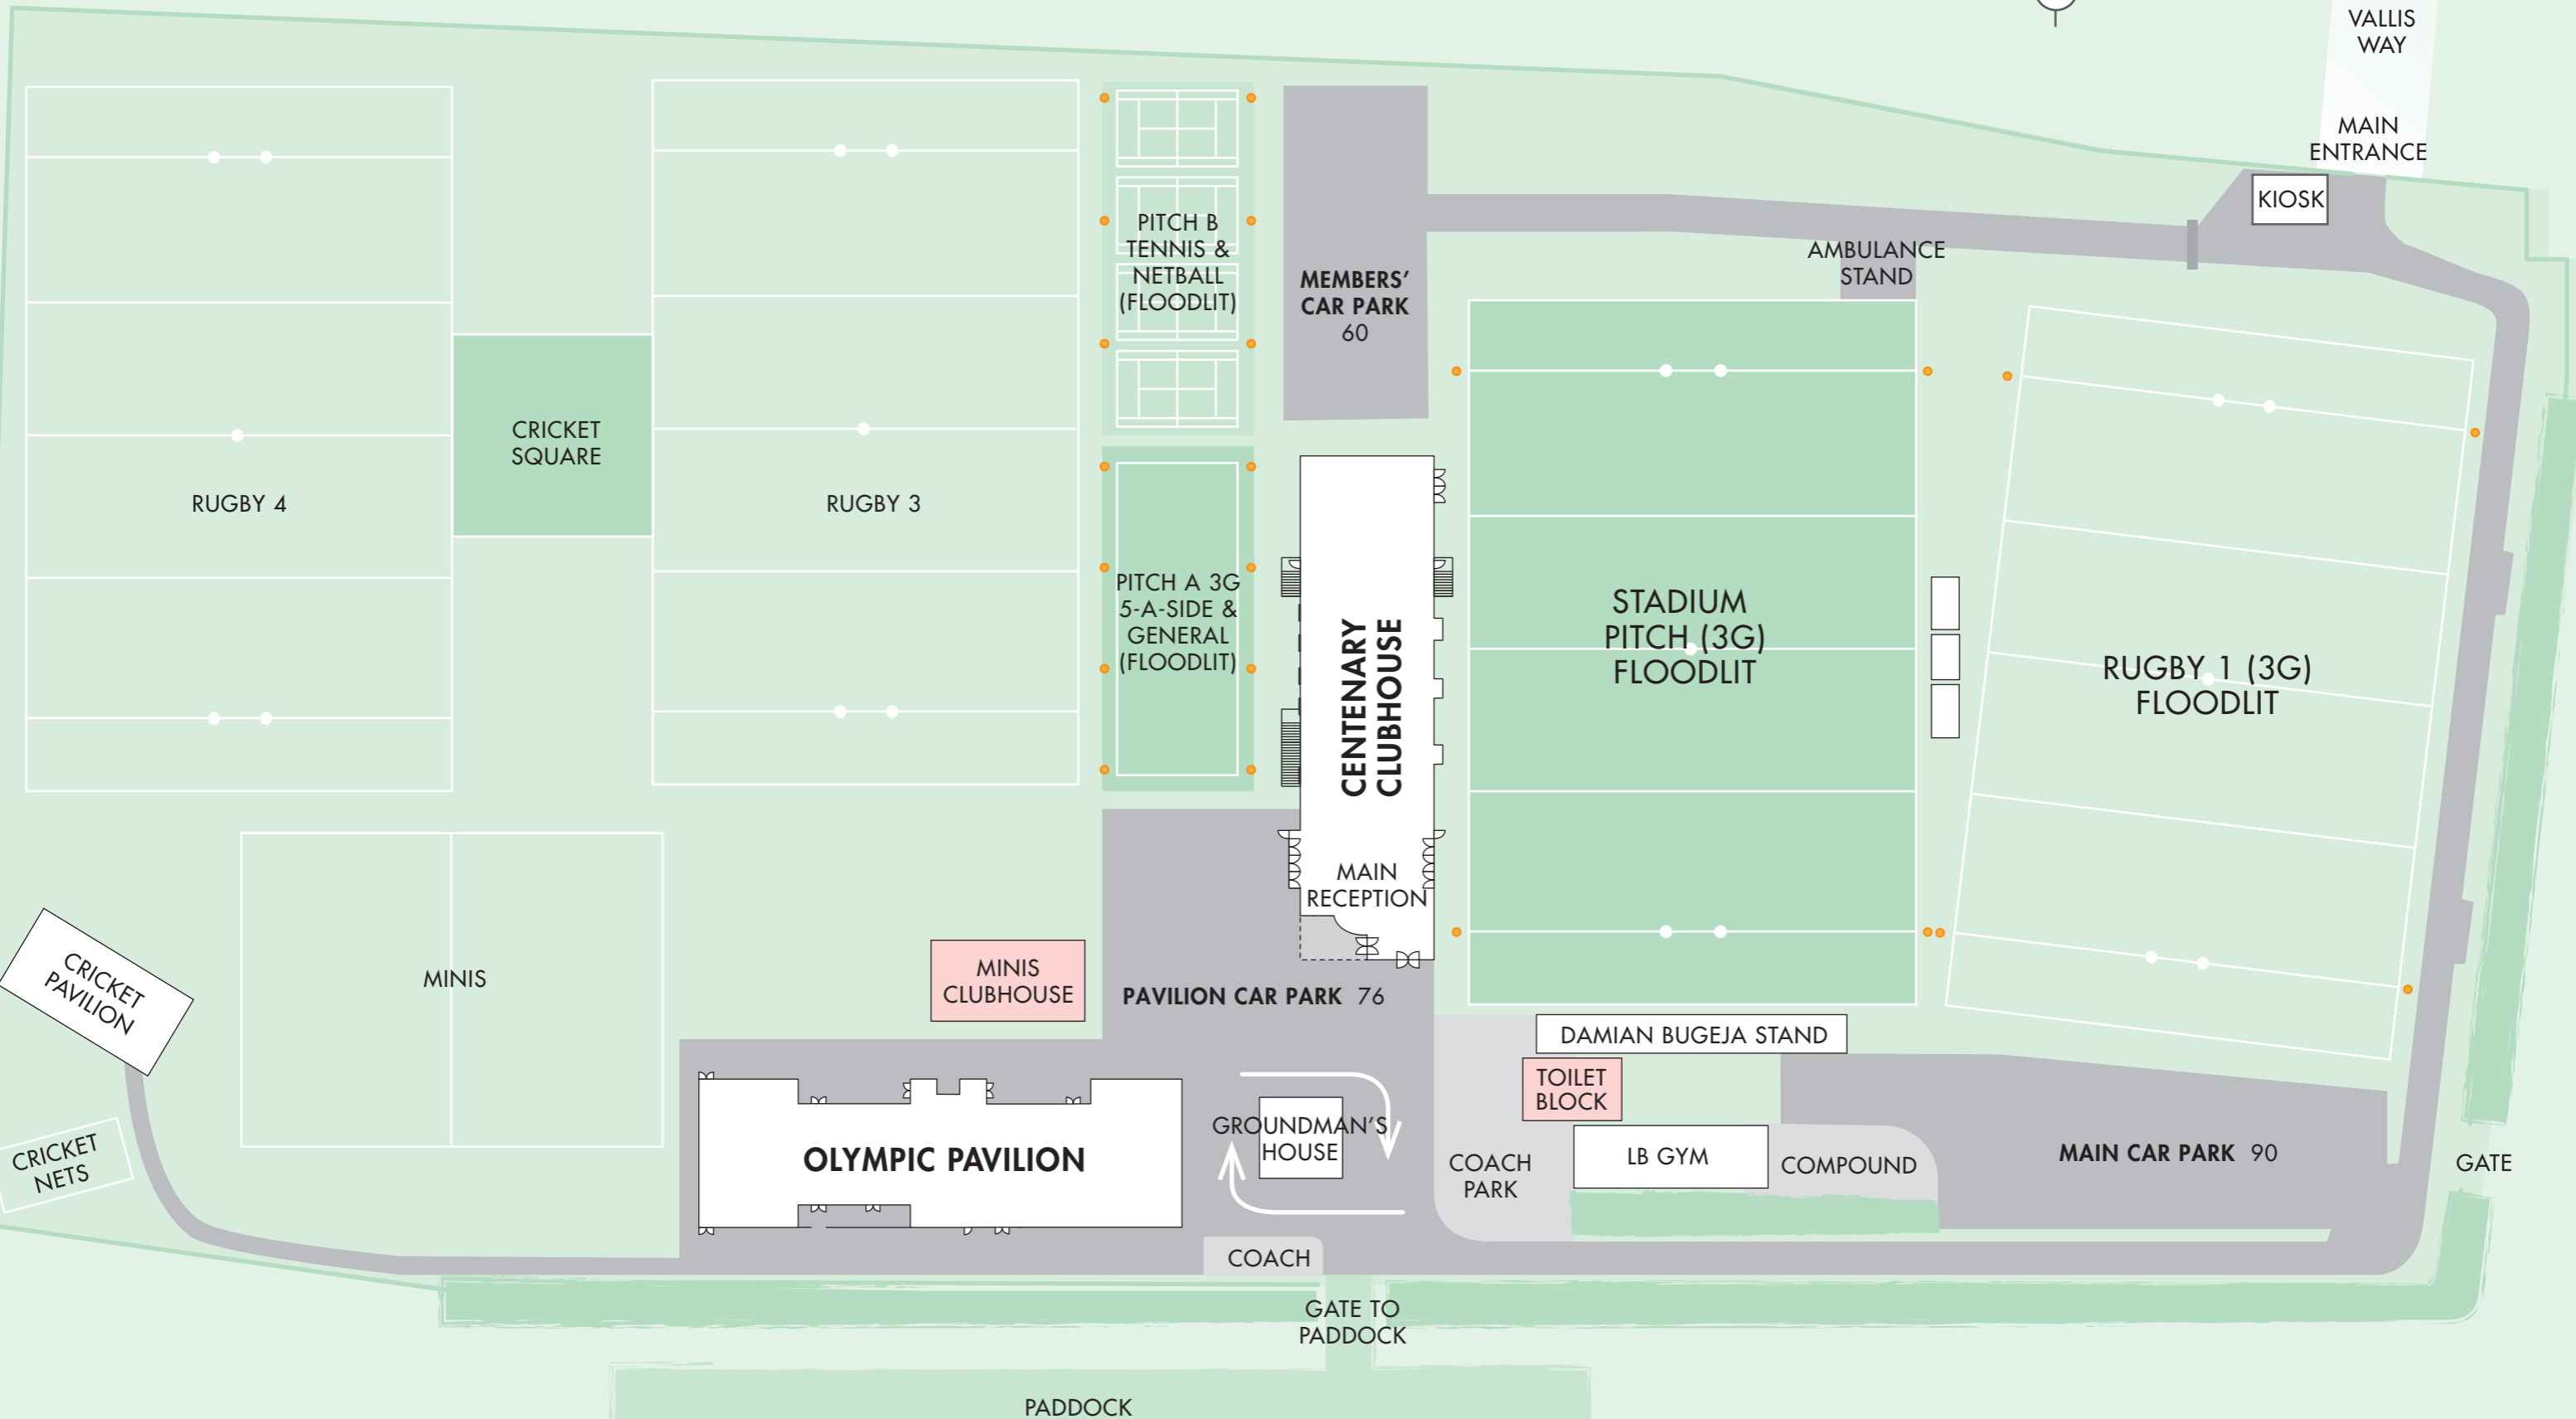 VALLIS
WAY
MAIN
ENTRANCE
KIOSK
PITCH B
TENNIS &
NETBALL
(FLOODLIT)
MEMBERS’
CAR PARK
60
AMBULANCE
STAND
CRICKET
SQUARE
RUGBY 4
RUGBY 3
PITCH A 3G
5-A-SIDE &
GENERAL
(FLOODLIT)
CENTENARY
CLUBHOUSE
STADIUM
PITCH (3G)
FLOODLIT
RUGBY 1 (3G)
FLOODLIT
MAIN
RECEPTION
CRICKET
PAVILION
MINIS
MINIS
CLUBHOUSE
PAVILION CAR PARK 76
DAMIAN BUGEJA STAND
TOILET
BLOCK
CRICKET
NETS
OLYMPIC PAVILION
GROUNDMAN’S
HOUSE
COACH
PARK
LB GYM
COMPOUND
MAIN CAR PARK 90
GATE
COACH
GATE TO
PADDOCK
PADDOCK